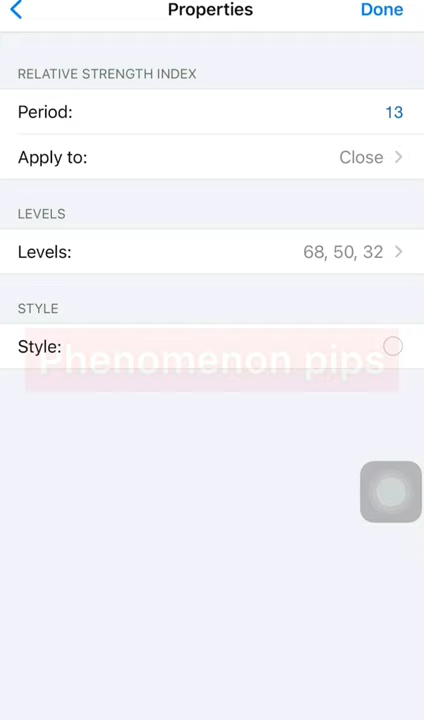 Properties
Done
RELATIVE STRENGTH INDEX
Period:
13
Apply to:
Close
LEVELS
Levels:
68, 50, 32
STYLE
Style:
Phenomenon pips